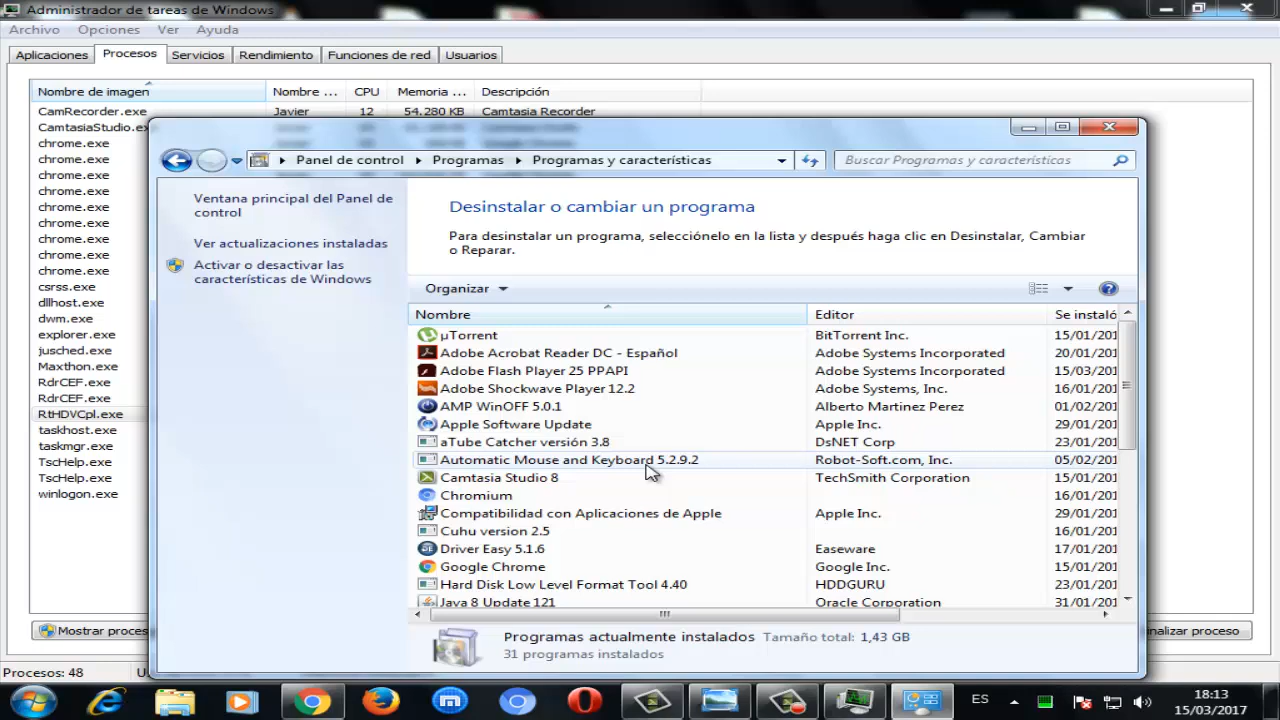 Administrador de tareas de Windows
Archivo Opciones Ver Ayuda
Aplicaciones Procesos Servicios Rendimiento Funciones de red Usuarios
Nombre de imagen Nombre ... CPU Memoria ... Descripción
CamRecorder.exe Javier 12 54.280 KB Camtasia Recorder
CamtasiaStudio.ex
chrome.exe
chrome.exe
chrome.exe
chrome.exe
chrome.exe
chrome.exe
chrome.exe
chrome.exe
chrome.exe
csrss.exe
dllhost.exe
dwm.exe
explorer.exe
jusched.exe
Maxthon.exe
RdrCEF.exe
RdrCEF.exe
RtHDVCpl.exe
taskhost.exe
taskmgr.exe
TscHelp.exe
TscHelp.exe
winlogon.exe
Mostrar proces
inalizar proceso
Procesos: 48
Panel de control Programas Programas y características
Buscar Programas y características
Ventana principal del Panel de
control
Ver actualizaciones instaladas
Activar o desactivar las
características de Windows
Desinstalar o cambiar un programa
Para desinstalar un programa, selecciónelo en la lista y después haga clic en Desinstalar, Cambiar
o Reparar.
Organizar
Nombre Editor Se instaló
µTorrent BitTorrent Inc. 15/01/201
Adobe Acrobat Reader DC - Español Adobe Systems Incorporated 20/01/201
Adobe Flash Player 25 PPAPI Adobe Systems Incorporated 15/03/201
Adobe Shockwave Player 12.2 Adobe Systems, Inc. 16/01/201
AMP WinOFF 5.0.1 Alberto Martinez Perez 01/02/201
Apple Software Update Apple Inc. 29/01/201
aTube Catcher versión 3.8 DsNET Corp 22/01/201
Automatic Mouse and Keyboard 5.2.9.2 Robot-Soft.com, Inc. 05/02/201
Camtasia Studio 8 TechSmith Corporation 15/01/201
Chromium 16/01/201
Compatibilidad con Aplicaciones de Apple Apple Inc. 29/01/201
Cuhu version 2.5 16/01/201
Driver Easy 5.1.6 Easeware 17/01/201
Google Chrome Google Inc. 15/01/201
Hard Disk Low Level Format Tool 4.40 HDDGURU 23/01/201
Java 8 Update 121 Oracle Corporation 31/01/201
Programas actualmente instalados Tamaño total: 1,43 GB
31 programas instalados
ES
18:13
15/03/2017